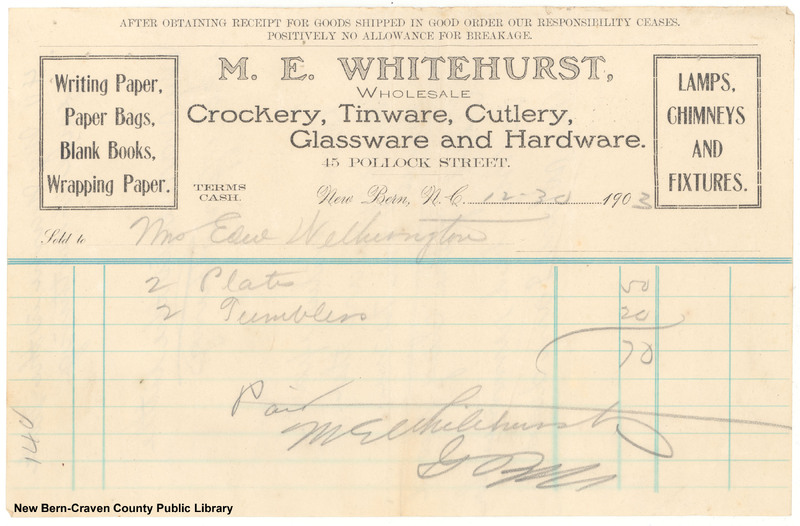 AFTER OBTAINING RECEIPT FOR GOODS SHIPPED IN GOOD ORDER OUR RESPONSIBILITY CEASES.
POSITIVELY NO ALLOWANCE FOR BREAKAGE.
Writing Paper,
Paper Bags,
Blank Books,
Wrapping Paper.
M. E. WHITEHURST,
WHOLESALE
Crockery, Tinware, Cutlery,
Glassware and Hardware.
45 POLLOCK STREET.
LAMPS,
CHIMNEYS
AND
FIXTURES.
TERMS
CASH.
New Bern, N. C. 12-30 1903
Sold to Wetherington
2 Plates 50
2 Tumblers 20
70
Paid
M E Whitehurst
140
New Bern-Craven County Public Library